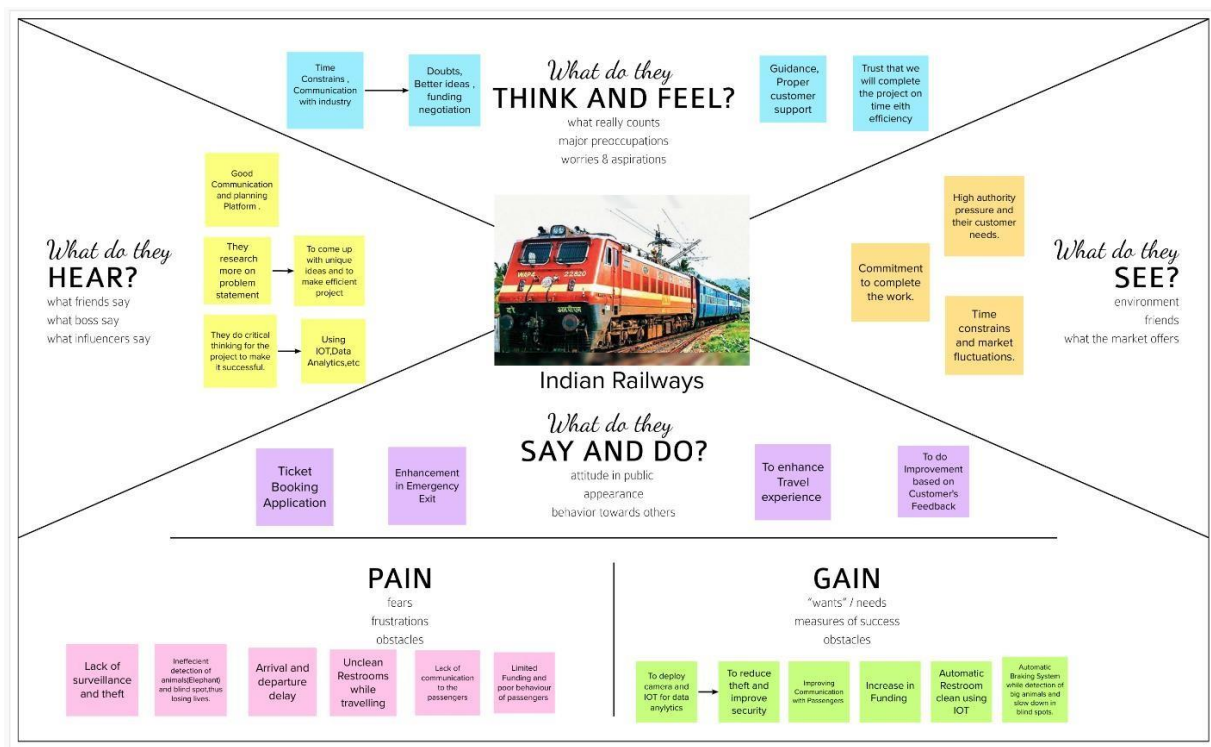 Time
Constrains ,
Communication
with industry
Doubts,
Better ideas ,
funding
negotiation
What do they
THINK AND FEEL?
what really counts
major preoccupations
worries & aspirations
Guidance,
Proper
customer
support
Trust that we
will complete
the project on
time eith
efficiency
What do they
HEAR?
what friends say
what boss say
what influencers say
Good
Communication
and planning
Platform .
They
research
more on
problem
statement
To come up
with unique
ideas and to
make efficient
project
They do critical
thinking for the
project to make
it successful.
Using
IOT,Data
Analytics,etc
WAP4
22820
Indian Railways
High authority
pressure and
their customer
needs.
Commitment
to complete
the work.
Time
constrains
and market
fluctuations.
What do they
SEE?
environment
friends
what the market offers
What do they
SAY AND DO?
attitude in public
appearance
behavior towards others
Ticket
Booking
Application
Enhancement
in Emergency
Exit
To enhance
Travel
experience
To do
Improvement
based on
Customer's
Feedback
PAIN
fears
frustrations
obstacles
Lack of
surveillance
and theft
Ineffecient
detection of
animals(Elephant)
and blind spot,thus
losing lives.
Arrival and
departure
delay
Unclean
Restrooms
while
travelling
Lack of
communication
to the
passengers
Limited
Funding and
poor behaviour
of passengers
GAIN
"wants" / needs
measures of success
obstacles
To deploy
camera and
IOT for data
anylytics
To reduce
theft and
improve
security
Improving
Communication
with Passengers
Increase in
Funding
Automatic
Restroom
clean using
IOT
Automatic
Braking System
while detection of
big animals and
slow down in
blind spots.